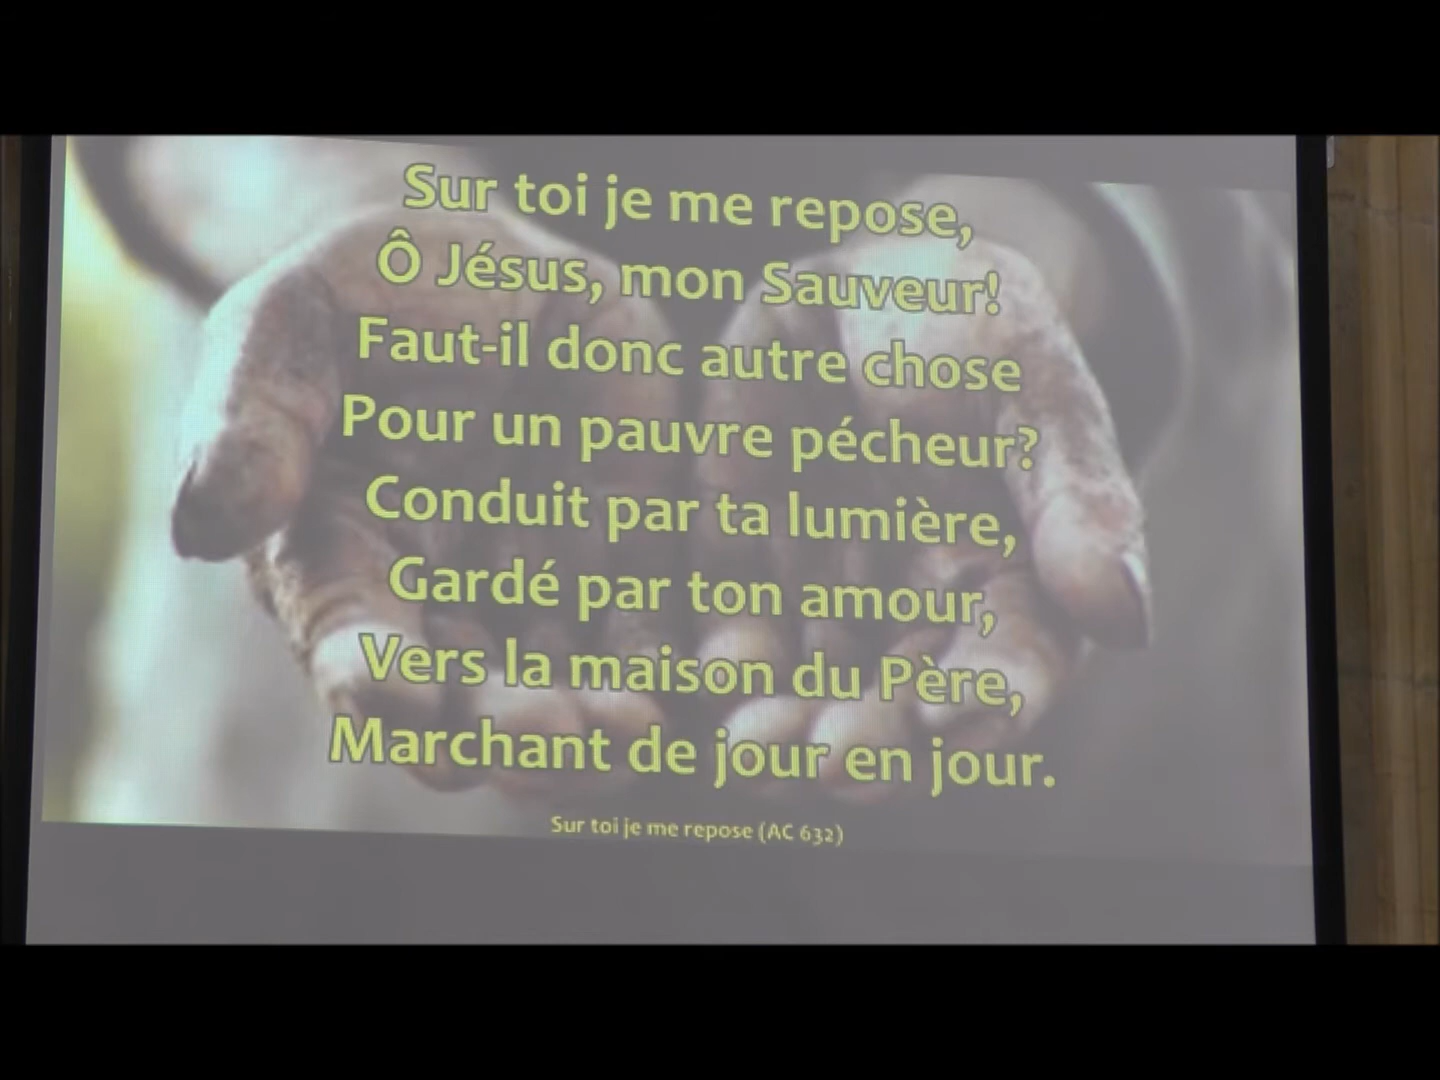 Sur toi je me repose,
Ô Jésus, mon Sauveur!
Faut-il donc autre chose
Pour un pauvre pécheur?
Conduit par ta lumière,
Gardé par ton amour,
Vers la maison du Père,
Marchant de jour en jour.
Sur toi je me repose (AC 632)